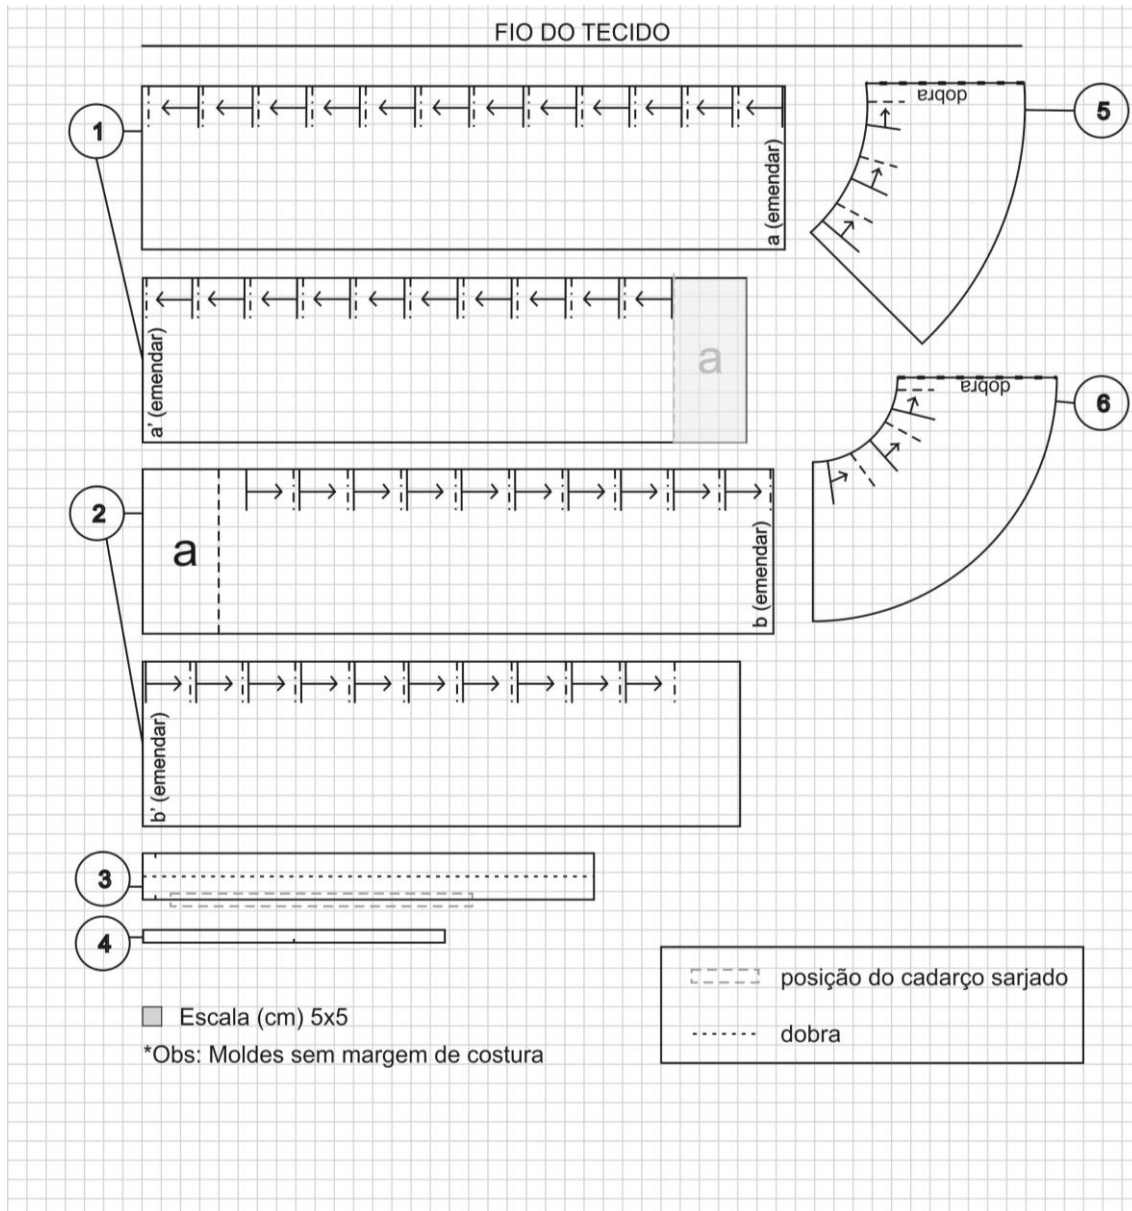 FIO DO TECIDO
1
a (emendar)
dobra
5
a' (emendar)
a
dobra
6
2
a
b (emendar)
b' (emendar)
3
4
posição do cadarço sarjado
dobra
Escala (cm) 5x5
*Obs: Moldes sem margem de costura